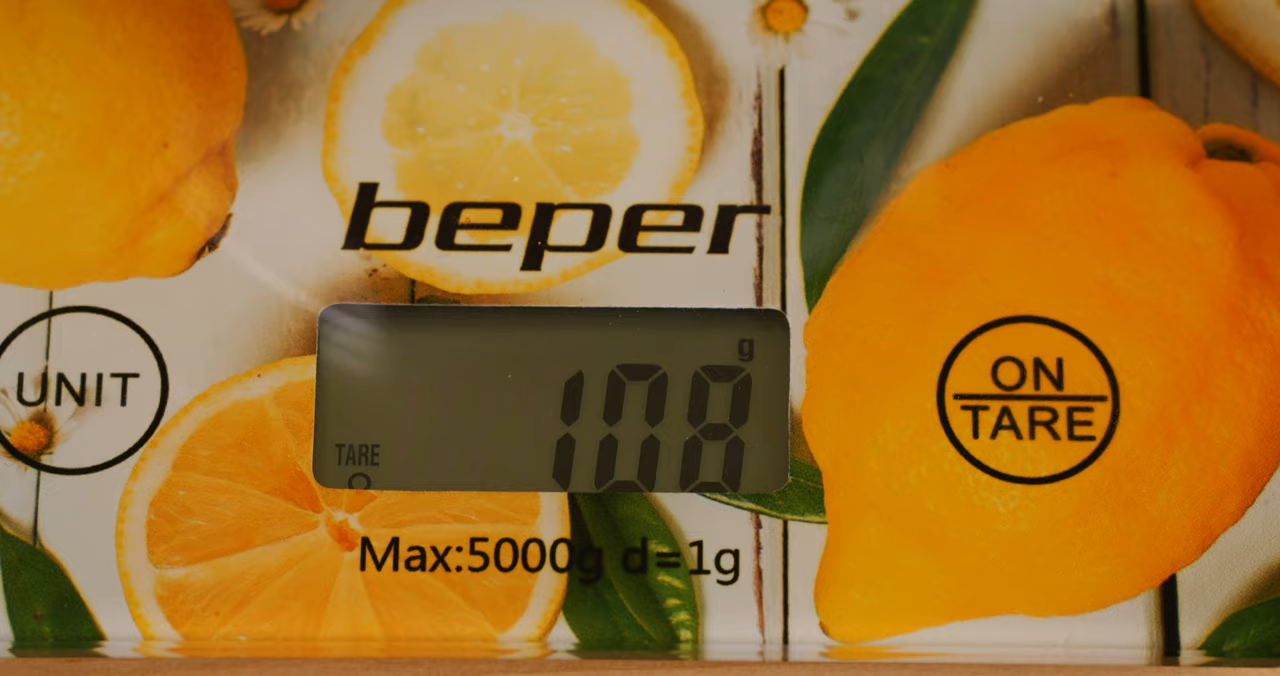 beper
UNIT
g
108
TARE
ON
TARE
Max:5000g d=1g